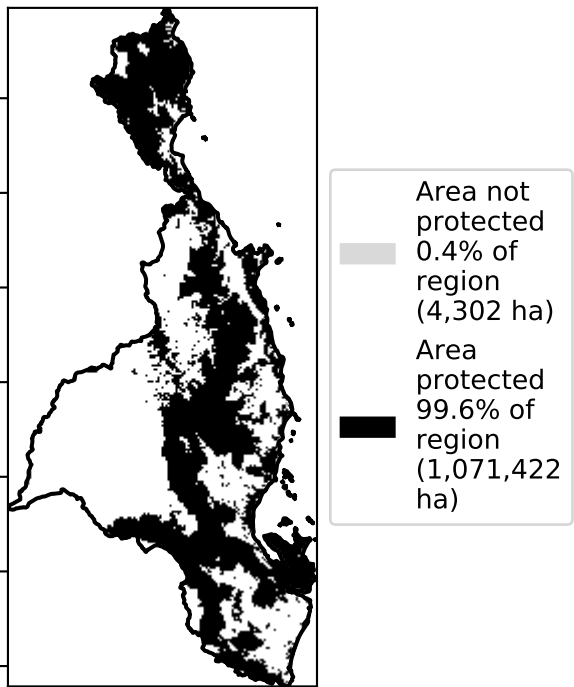 Area not
protected
0.4% of
region
(4,302 ha)
Area
protected
99.6% of
region
(1,071,422
ha)